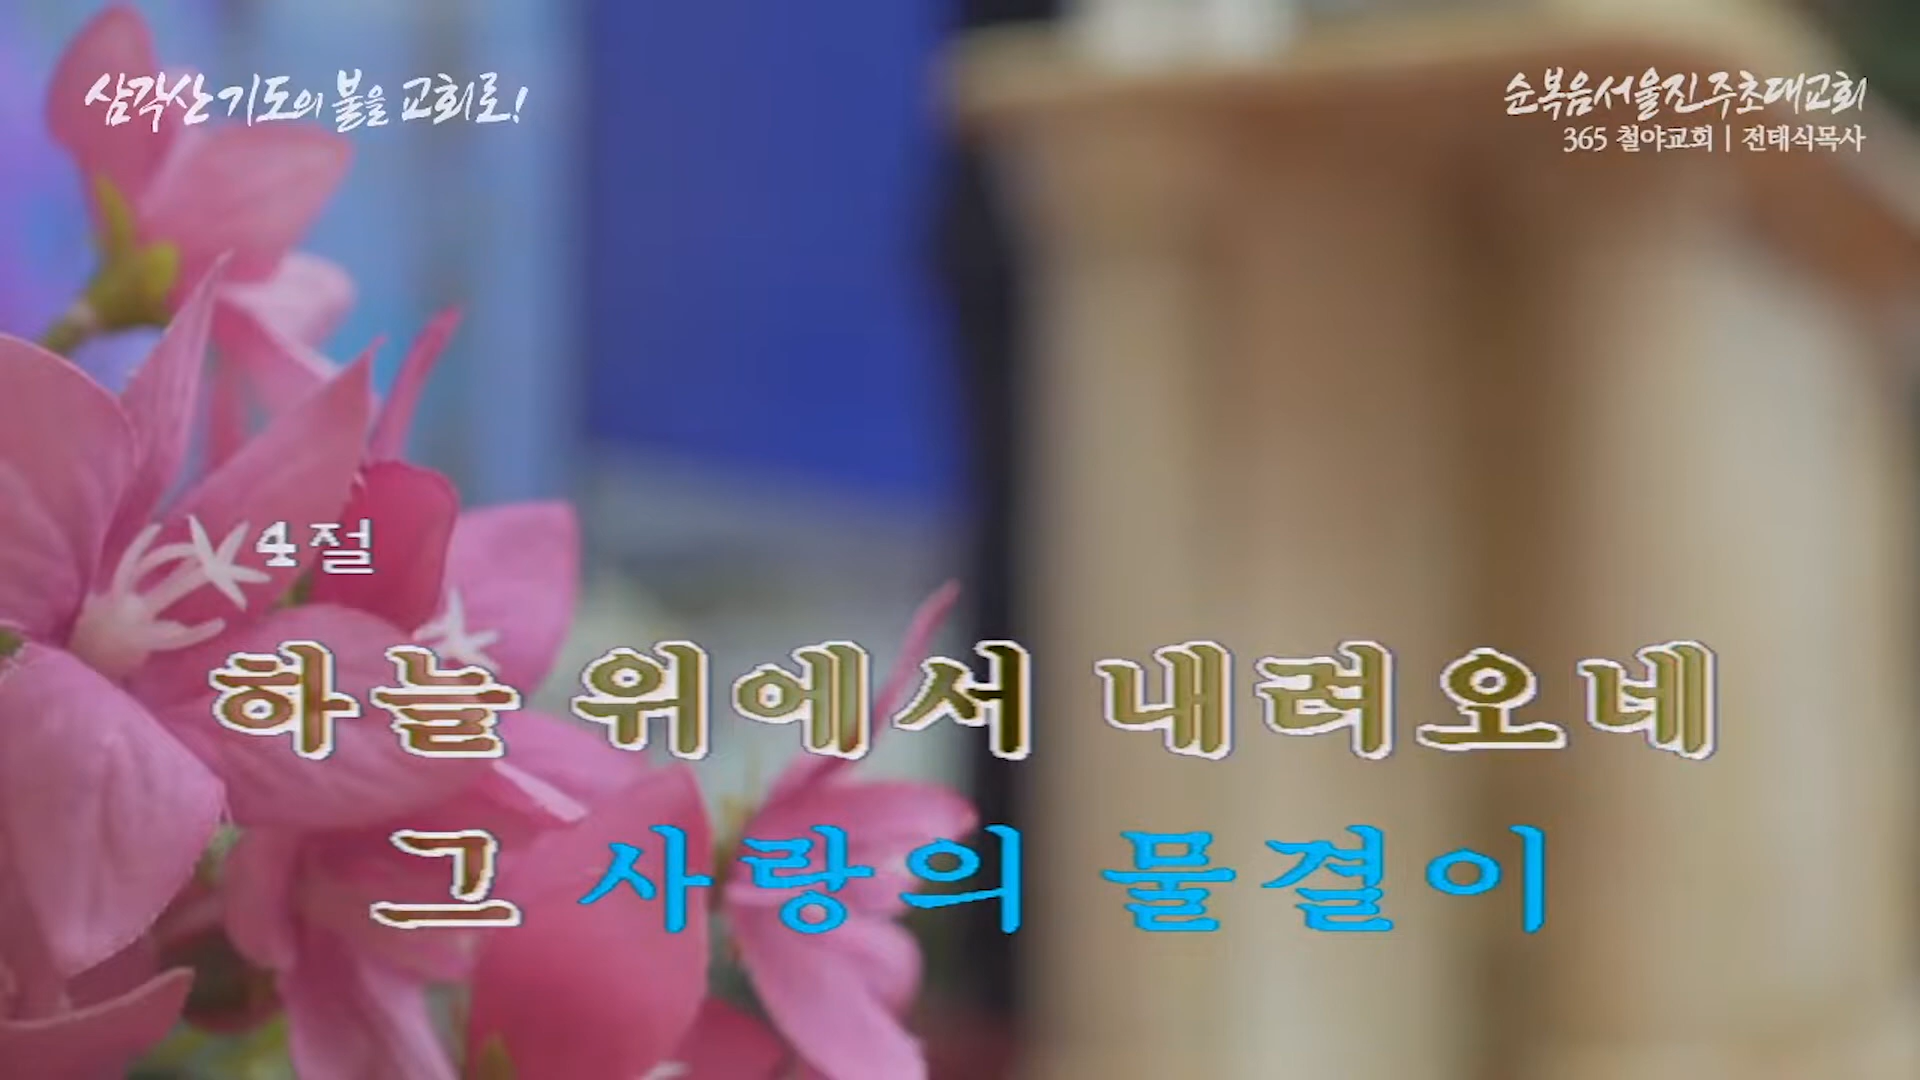 삼각산 기도의 불을 교회로!
순복음서울진주초대교회
365 철야교회 | 전태식목사
4절
하늘 위에서 내려오네
그 사랑의 물결이